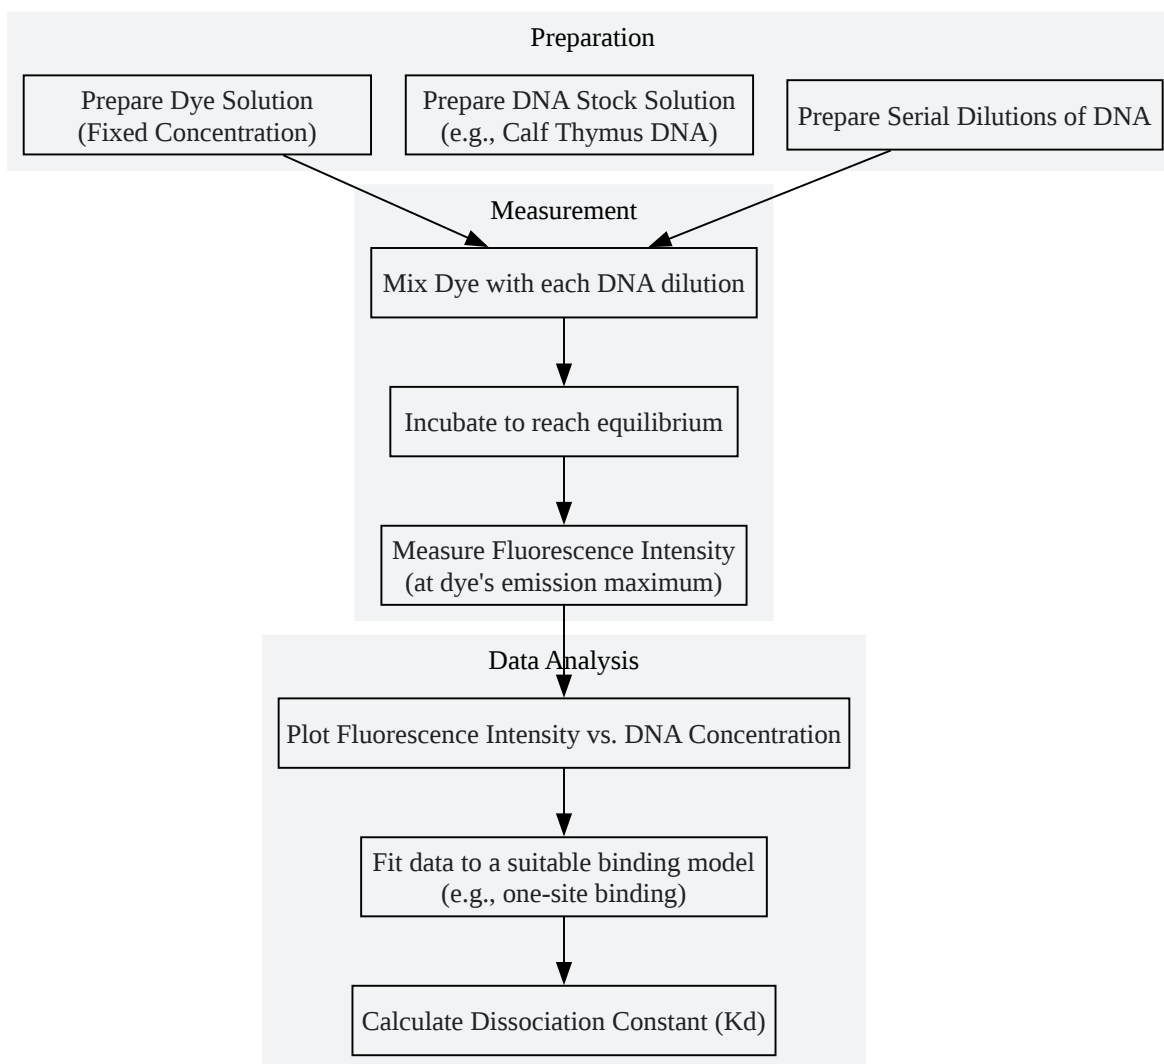 Preparation
Prepare Dye Solution
(Fixed Concentration)
Prepare DNA Stock Solution
(e.g., Calf Thymus DNA)
Prepare Serial Dilutions of DNA
Measurement
Mix Dye with each DNA dilution
Incubate to reach equilibrium
Measure Fluorescence Intensity
(at dye's emission maximum)
Data Analysis
Plot Fluorescence Intensity vs. DNA Concentration
Fit data to a suitable binding model
(e.g., one-site binding)
Calculate Dissociation Constant (Kd)